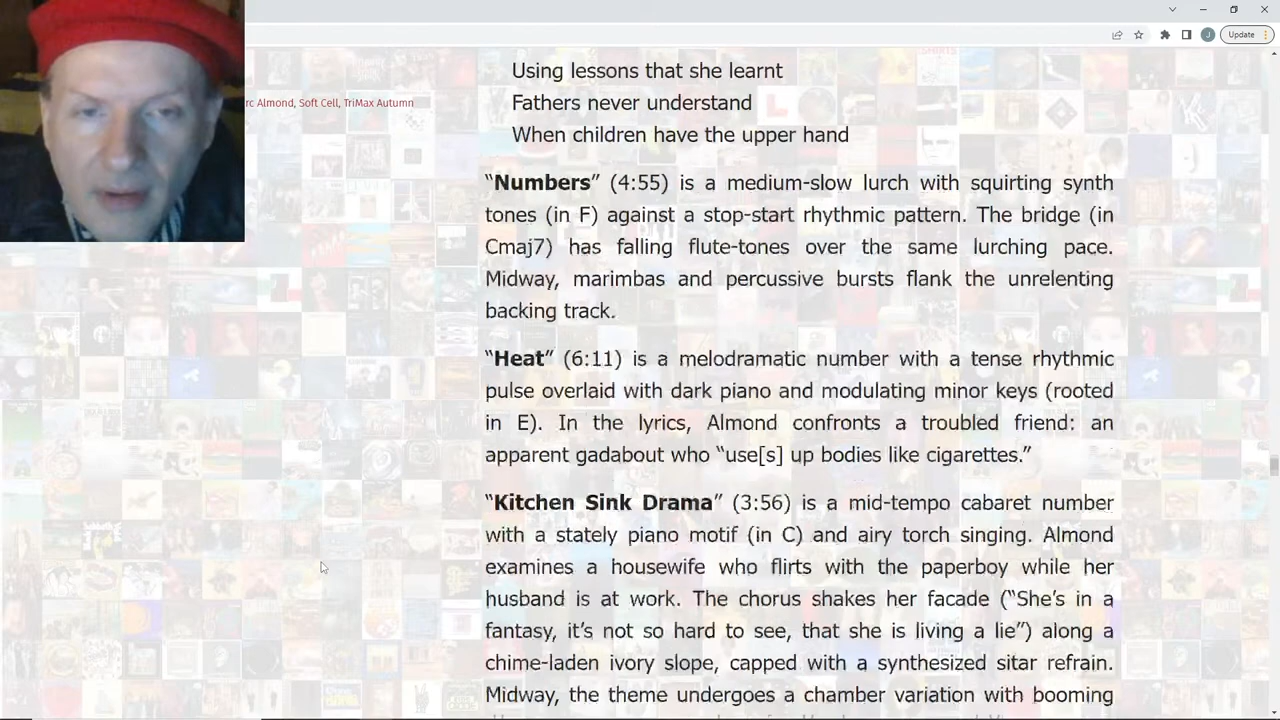 Update
rc Almond, Soft Cell, TriMax Autumn
Using lessons that she learnt
Fathers never understand
When children have the upper hand
“Numbers” (4:55) is a medium-slow lurch with squirting synth
tones (in F) against a stop-start rhythmic pattern. The bridge (in
Cmaj7) has falling flute-tones over the same lurching pace.
Midway, marimbas and percussive bursts flank the unrelenting
backing track.
“Heat” (6:11) is a melodramatic number with a tense rhythmic
pulse overlaid with dark piano and modulating minor keys (rooted
in E). In the lyrics, Almond confronts a troubled friend: an
apparent gadabout who “use[s] up bodies like cigarettes.”
“Kitchen Sink Drama” (3:56) is a mid-tempo cabaret number
with a stately piano motif (in C) and airy torch singing. Almond
examines a housewife who flirts with the paperboy while her
husband is at work. The chorus shakes her facade (“She’s in a
fantasy, it’s not so hard to see, that she is living a lie”) along a
chime-laden ivory slope, capped with a synthesized sitar refrain.
Midway, the theme undergoes a chamber variation with booming